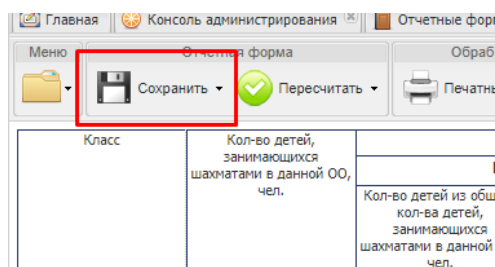 Главная Консоль администрирования Отчетные фор
Меню Отчетная форма Обраб
Сохранить Пересчитать Печатн
Класс
Кол-во детей,
занимающихся
шахматами в данной ОО,
чел.
Кол-во детей из общ
кол-ва детей,
занимающихся
шахматами в данной
чел.